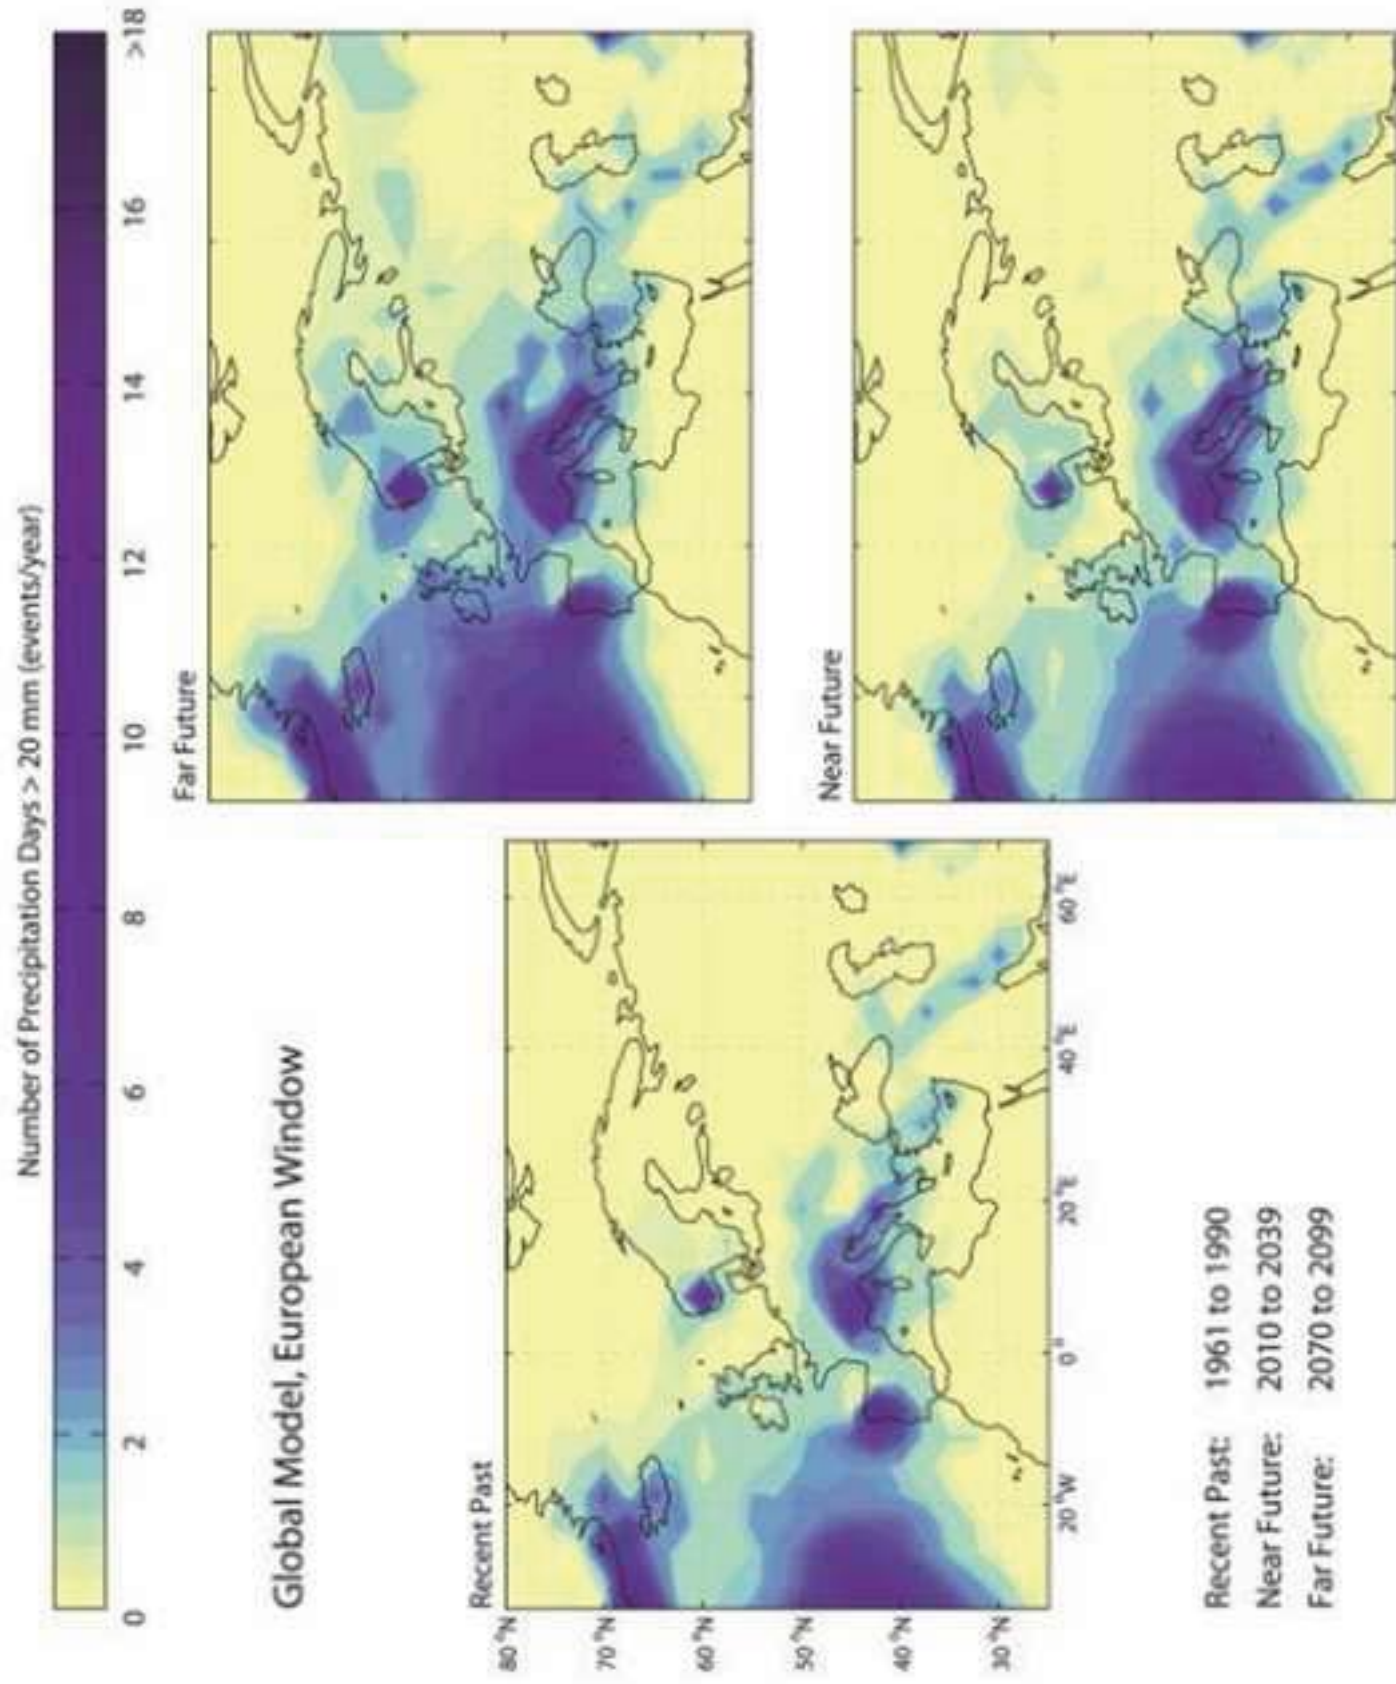 Number of Precipitation Days > 20 mm (events/year)
0 2 4 6 8 10 12 14 16 >18
Global Model, European Window
Far Future
Recent Past
80 °N
70 °N
60 °N
50 °N
40 °N
30 °N
20 °W 0° 20 °E 40 °E 60 °E
Near Future
Recent Past: 1961 to 1990
Near Future: 2010 to 2039
Far Future: 2070 to 2099